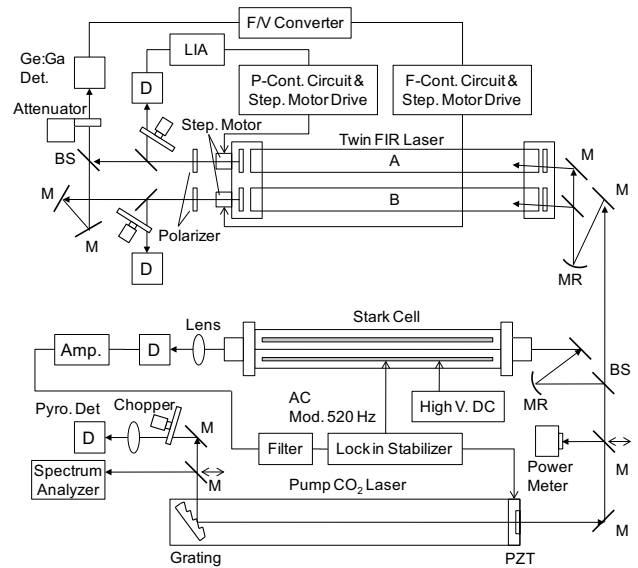 F/V Converter
LIA
Ge:Ga
Det.
D
P-Cont. Circuit &
Step. Motor Drive
F-Cont. Circuit &
Step. Motor Drive
Attenuator
Step. Motor
Twin FIR Laser
BS
A
M
M
B
M
M
Polarizer
D
MR
Stark Cell
Lens
Amp.
D
BS
MR
AC
Mod. 520 Hz
High V. DC
Pyro. Det
Chopper
D
M
Filter
Lock in Stabilizer
Power
Meter
M
Spectrum
Analyzer
M
Pump CO2 Laser
M
Grating
PZT